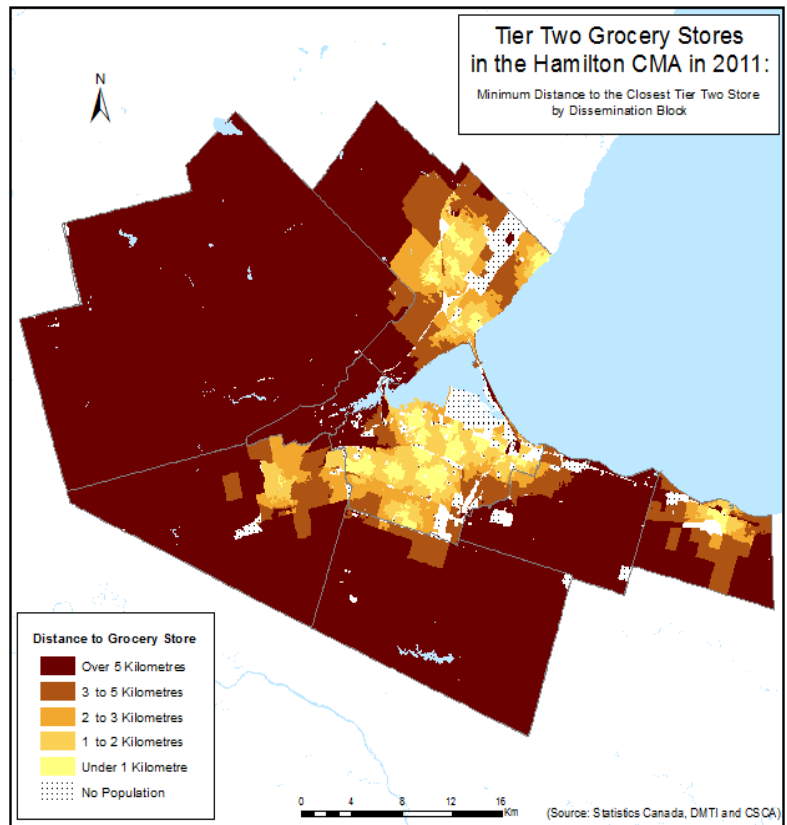 Tier Two Grocery Stores
in the Hamilton CMA in 2011:
Minimum Distance to the Closest Tier Two Store
by Dissemination Block
N
Distance to Grocery Store
Over 5 Kilometres
3 to 5 Kilometres
2 to 3 Kilometres
1 to 2 Kilometres
Under 1 Kilometre
No Population
0 2 4 8 12 16
Km
(Source: Statistics Canada, DMTI and CSCA)